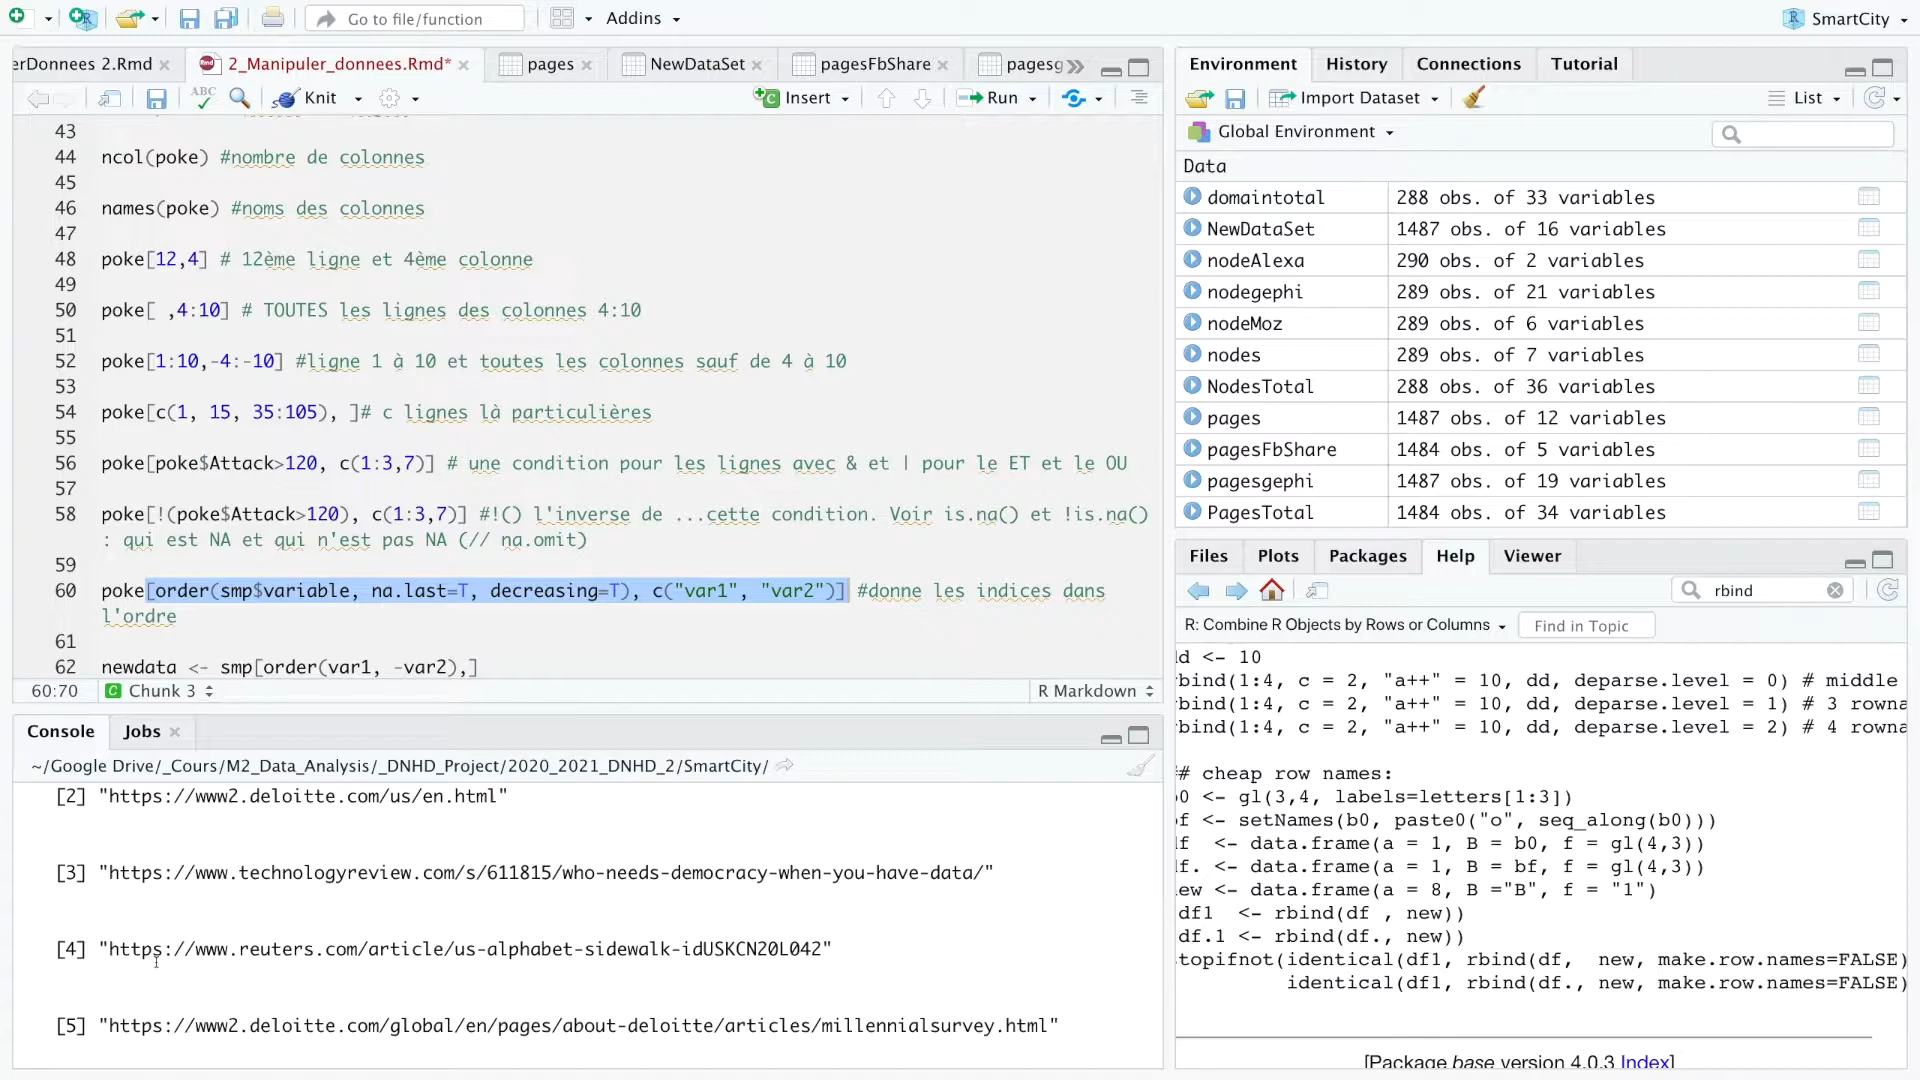 Go to file/function
Addins
SmartCity
erDonnees 2.Rmd
2_Manipuler_donnees.Rmd*
pages
NewDataSet
pagesFbShare
pagesg
ABC
Knit
Insert
Run
43
44 ncol(poke) #nombre de colonnes
45
46 names(poke) #noms des colonnes
47
48 poke[12,4] # 12ème ligne et 4ème colonne
49
50 poke[ ,4:10] # TOUTES les lignes des colonnes 4:10
51
52 poke[1:10,-4:-10] #ligne 1 à 10 et toutes les colonnes sauf de 4 à 10
53
54 poke[c(1, 15, 35:105), ]# c lignes là particulières
55
56 poke[poke$Attack>120, c(1:3,7)] # une condition pour les lignes avec & et | pour le ET et le OU
57
58 poke[!(poke$Attack>120), c(1:3,7)] #!() l'inverse de ...cette condition. Voir is.na() et !is.na()
: qui est NA et qui n'est pas NA (// na.omit)
59
60 poke[order(smp$variable, na.last=T, decreasing=T), c("var1", "var2")] #donne les indices dans
l'ordre
61
62 newdata <- smp[order(var1, -var2),]
60:70 Chunk 3 R Markdown
Console Jobs
~/Google Drive/_Cours/M2_Data_Analysis/_DNHD_Project/2020_2021_DNHD_2/SmartCity/
[2] "https://www2.deloitte.com/us/en.html"
[3] "https://www.technologyreview.com/s/611815/who-needs-democracy-when-you-have-data/"
[4] "https://www.reuters.com/article/us-alphabet-sidewalk-idUSKCN20L042"
[5] "https://www2.deloitte.com/global/en/pages/about-deloitte/articles/millennialsurvey.html"
Environment History Connections Tutorial
Import Dataset List
Global Environment
Data
domaintotal 288 obs. of 33 variables
NewDataSet 1487 obs. of 16 variables
nodeAlexa 290 obs. of 2 variables
nodegephi 289 obs. of 21 variables
nodeMoz 289 obs. of 6 variables
nodes 289 obs. of 7 variables
NodesTotal 288 obs. of 36 variables
pages 1487 obs. of 12 variables
pagesFbShare 1484 obs. of 5 variables
pagesgephi 1487 obs. of 19 variables
PagesTotal 1484 obs. of 34 variables
Files Plots Packages Help Viewer
rbind
R: Combine R Objects by Rows or Columns Find in Topic
dd <- 10
rbind(1:4, c = 2, "a++" = 10, dd, deparse.level = 0) # middle
rbind(1:4, c = 2, "a++" = 10, dd, deparse.level = 1) # 3 rowna
rbind(1:4, c = 2, "a++" = 10, dd, deparse.level = 2) # 4 rowna
## cheap row names:
b0 <- gl(3,4, labels=letters[1:3])
bf <- setNames(b0, paste0("o", seq_along(b0)))
df <- data.frame(a = 1, B = b0, f = gl(4,3))
df. <- data.frame(a = 1, B = bf, f = gl(4,3))
new <- data.frame(a = 8, B ="B", f = "1")
df1 <- rbind(df , new))
df.1 <- rbind(df., new))
stopifnot(identical(df1, rbind(df, new, make.row.names=FALSE)
identical(df1, rbind(df., new, make.row.names=FALSE)
[Package base version 4.0.3 Index]